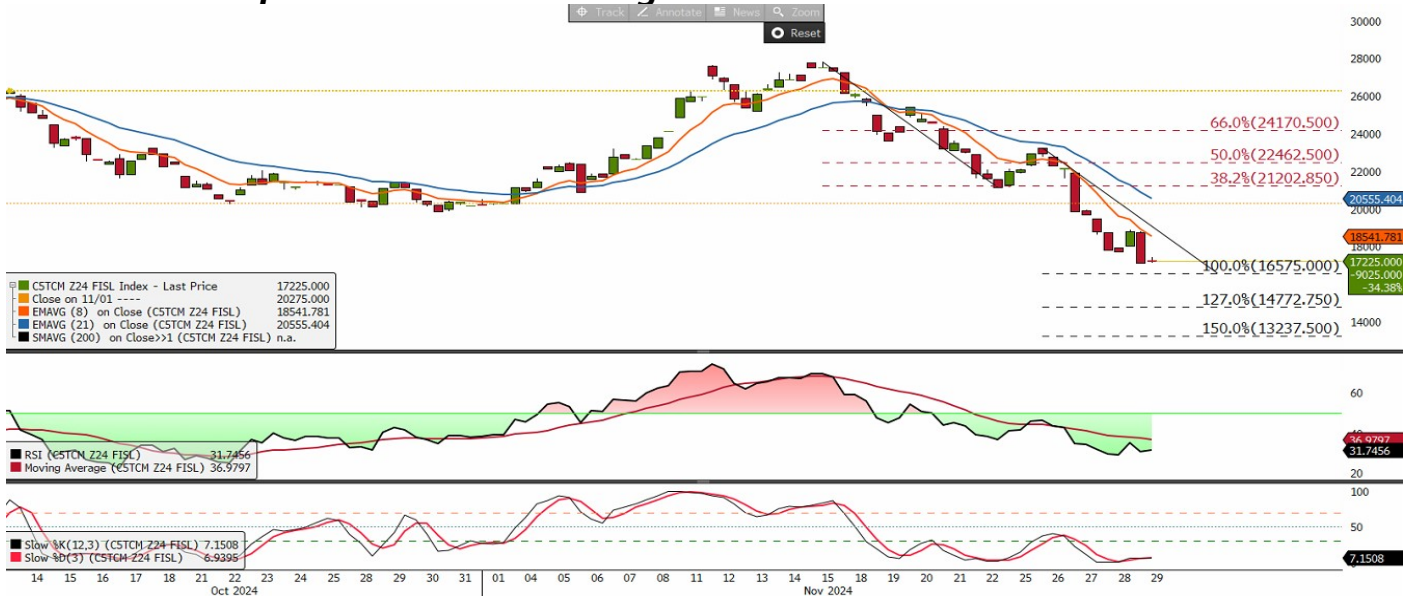 Track Annotate News Zoom
Reset
30000
28000
26000
24000
22000
20000
18000
14000
66.0%(24170.500)
50.0%(22462.500)
38.2%(21202.850)
100.0%(16575.000)
127.0%(14772.750)
150.0%(13237.500)
20555.404
18541.781
17225.000
-9025.000
-34.38%
C5TCM Z24 FISL Index - Last Price 17225.000
Close on 11/01 ---- 20275.000
EMAVG (8) on Close (C5TCM Z24 FISL) 18541.781
EMAVG (21) on Close (C5TCM Z24 FISL) 20555.404
SMAVG (200) on Close>>1 (C5TCM Z24 FISL) n.a.
60
36.9797
31.7456
20
RSI (C5TCM Z24 FISL) 31.7456
Moving Average (C5TCM Z24 FISL) 36.9797
100
50
7.1508
Slow %K(12,3) (C5TCM Z24 FISL) 7.1508
Slow %D(3) (C5TCM Z24 FISL) 6.9395
14 15 16 17 18 21 22 23 24 25 28 29 30 31 01 04 05 06 07 08 11 12 13 14 15 18 19 20 21 22 25 26 27 28 29
Oct 2024 Nov 2024